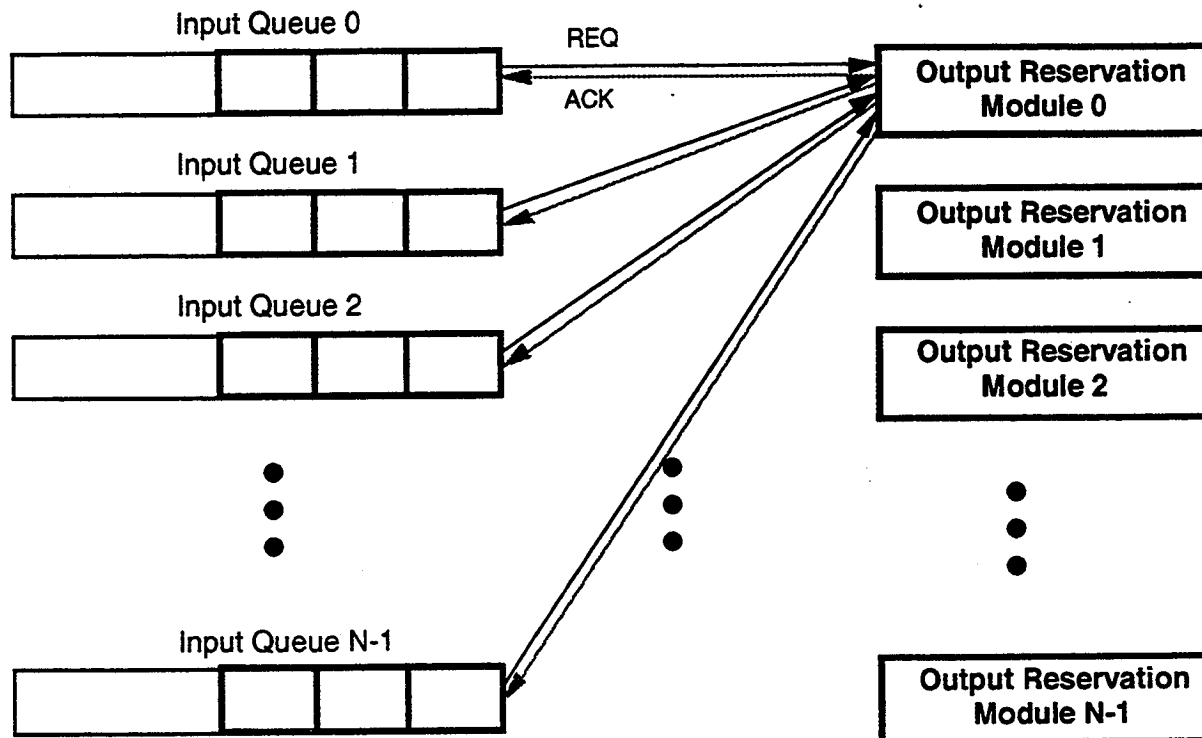 Input Queue 0
REQ
ACK
Output Reservation
Module 0
Input Queue 1
Output Reservation
Module 1
Input Queue 2
Output Reservation
Module 2
Input Queue N-1
Output Reservation
Module N-1